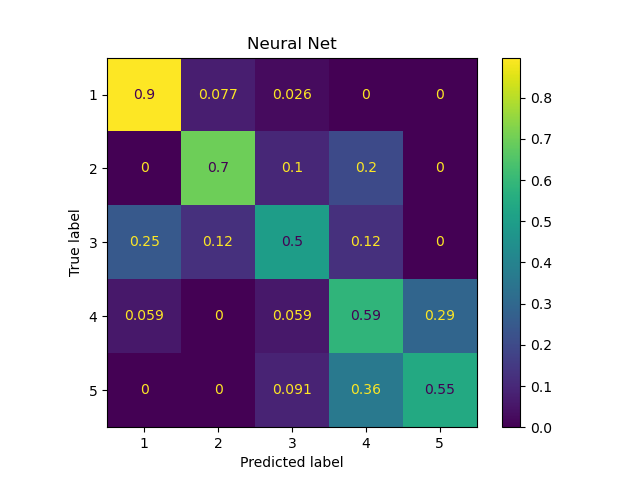 Neural Net
1 0.9 0.077 0.026 0 0
2 0 0.7 0.1 0.2 0
3 0.25 0.12 0.5 0.12 0
4 0.059 0 0.059 0.59 0.29
5 0 0 0.091 0.36 0.55
1 2 3 4 5
Predicted label
True label
0.8
0.7
0.6
0.5
0.4
0.3
0.2
0.1
0.0